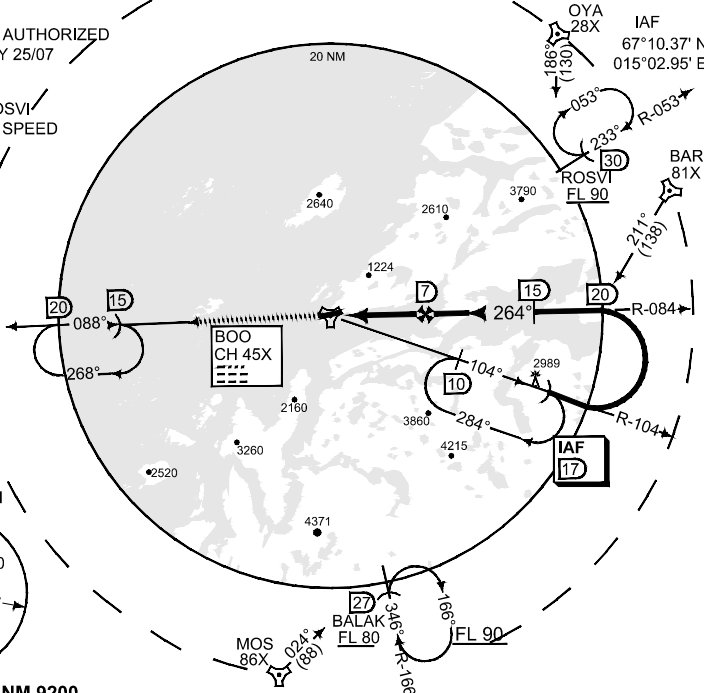 AUTHORIZED
Y 25/07
OSVI
SPEED
20 NM
OYA
28X
186°
(130)
IAF
67°10.37' N
015°02.95' E
053°
R-053
233°
30
ROSVI
FL 90
BAR
81X
211°
(138)
2640
2610
3790
1224
7
15
20
264°
R-084
20
15
088°
268°
BOO
CH 45X
10
104°
2989
284°
R-104
IAF
17
2160
3860
3260
4215
2520
4371
27
BALAK
FL 80
346°
166°
R-166
FL 90
MOS
86X
024°
(88)
NM 9200